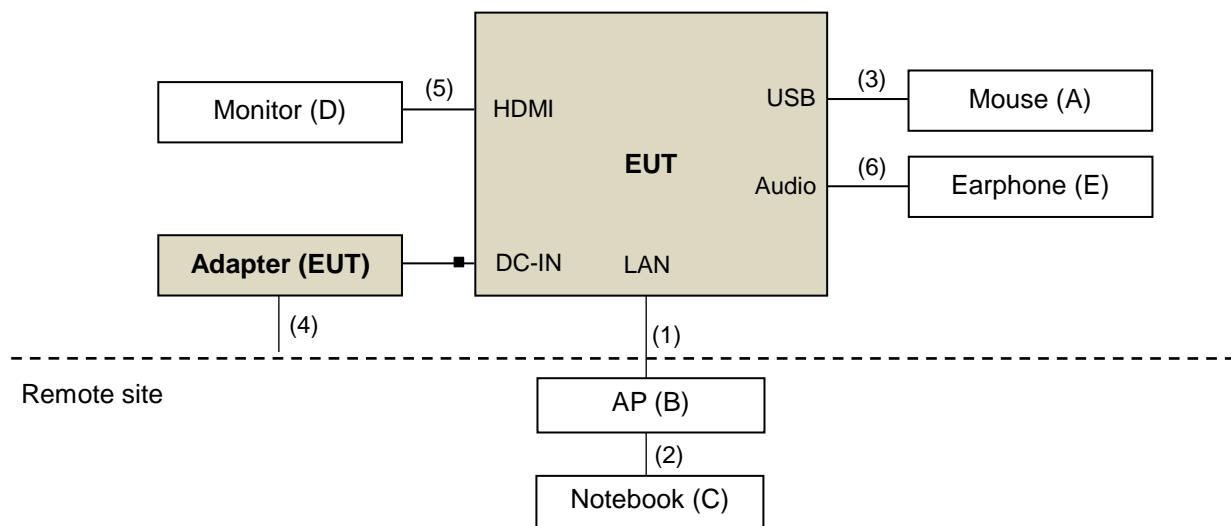 Monitor (D)
(5)
HDMI
USB
(3)
Mouse (A)
EUT
Audio
(6)
Earphone (E)
Adapter (EUT)
DC-IN
LAN
(4)
(1)
Remote site
AP (B)
(2)
Notebook (C)